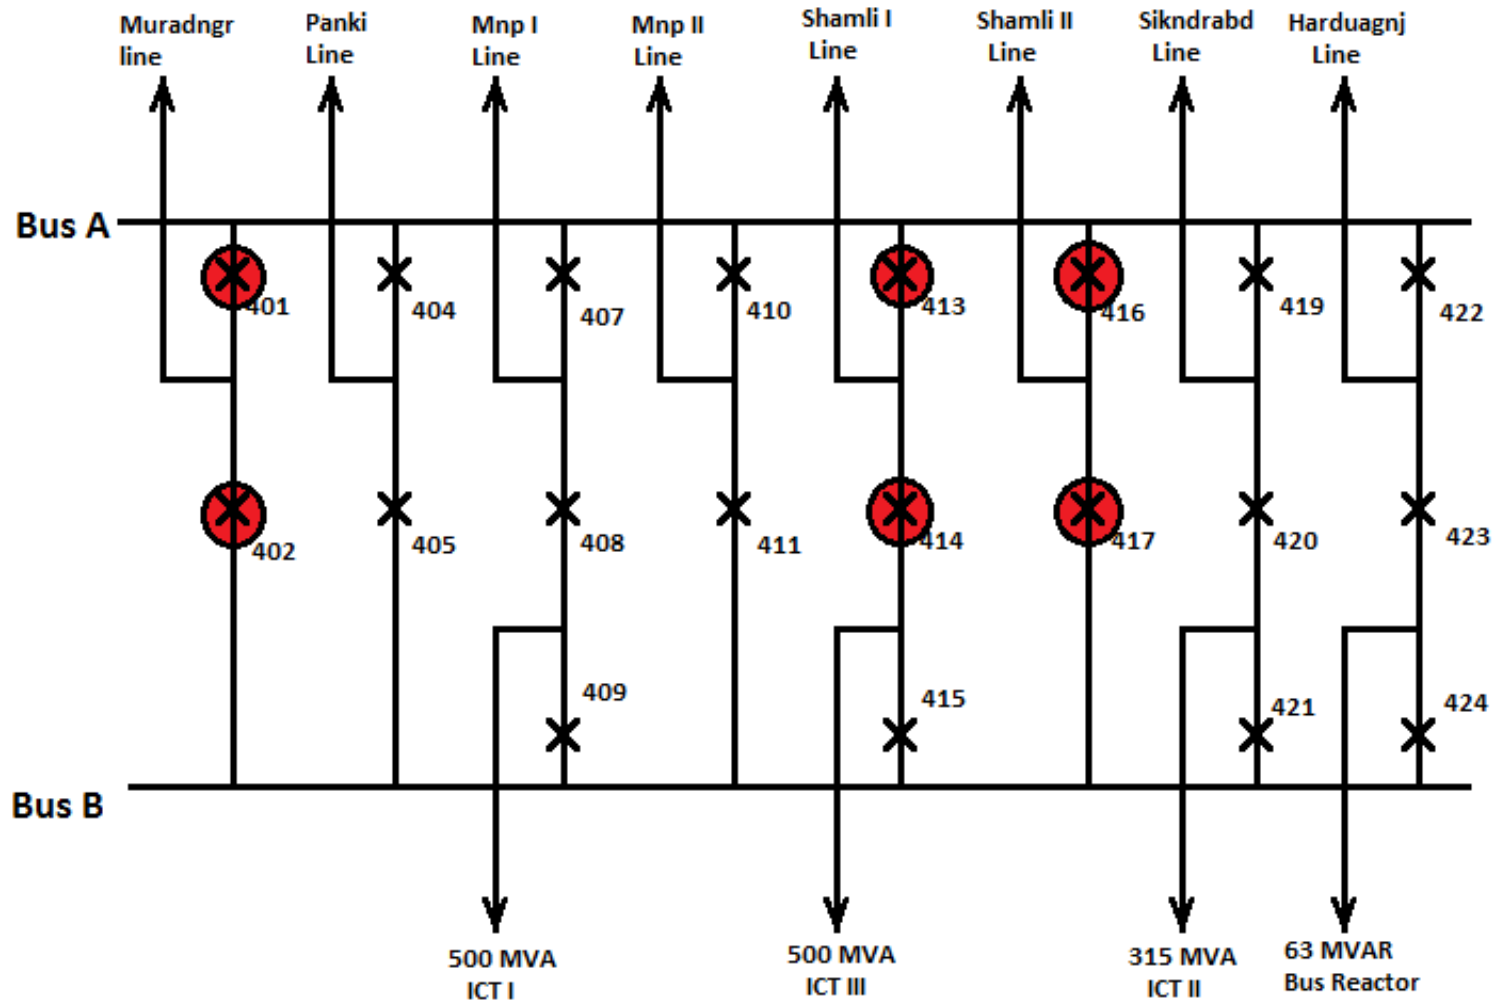 Muradngr
line
Panki
Line
Mnp I
Line
Mnp II
Line
Shamli I
Line
Shamli II
Line
Sikndrabd
Line
Harduagnj
Line
Bus A
401
404
407
410
413
416
419
422
402
405
408
411
414
417
420
423
409
415
421
424
Bus B
500 MVA
ICT I
500 MVA
ICT III
315 MVA
ICT II
63 MVAR
Bus Reactor